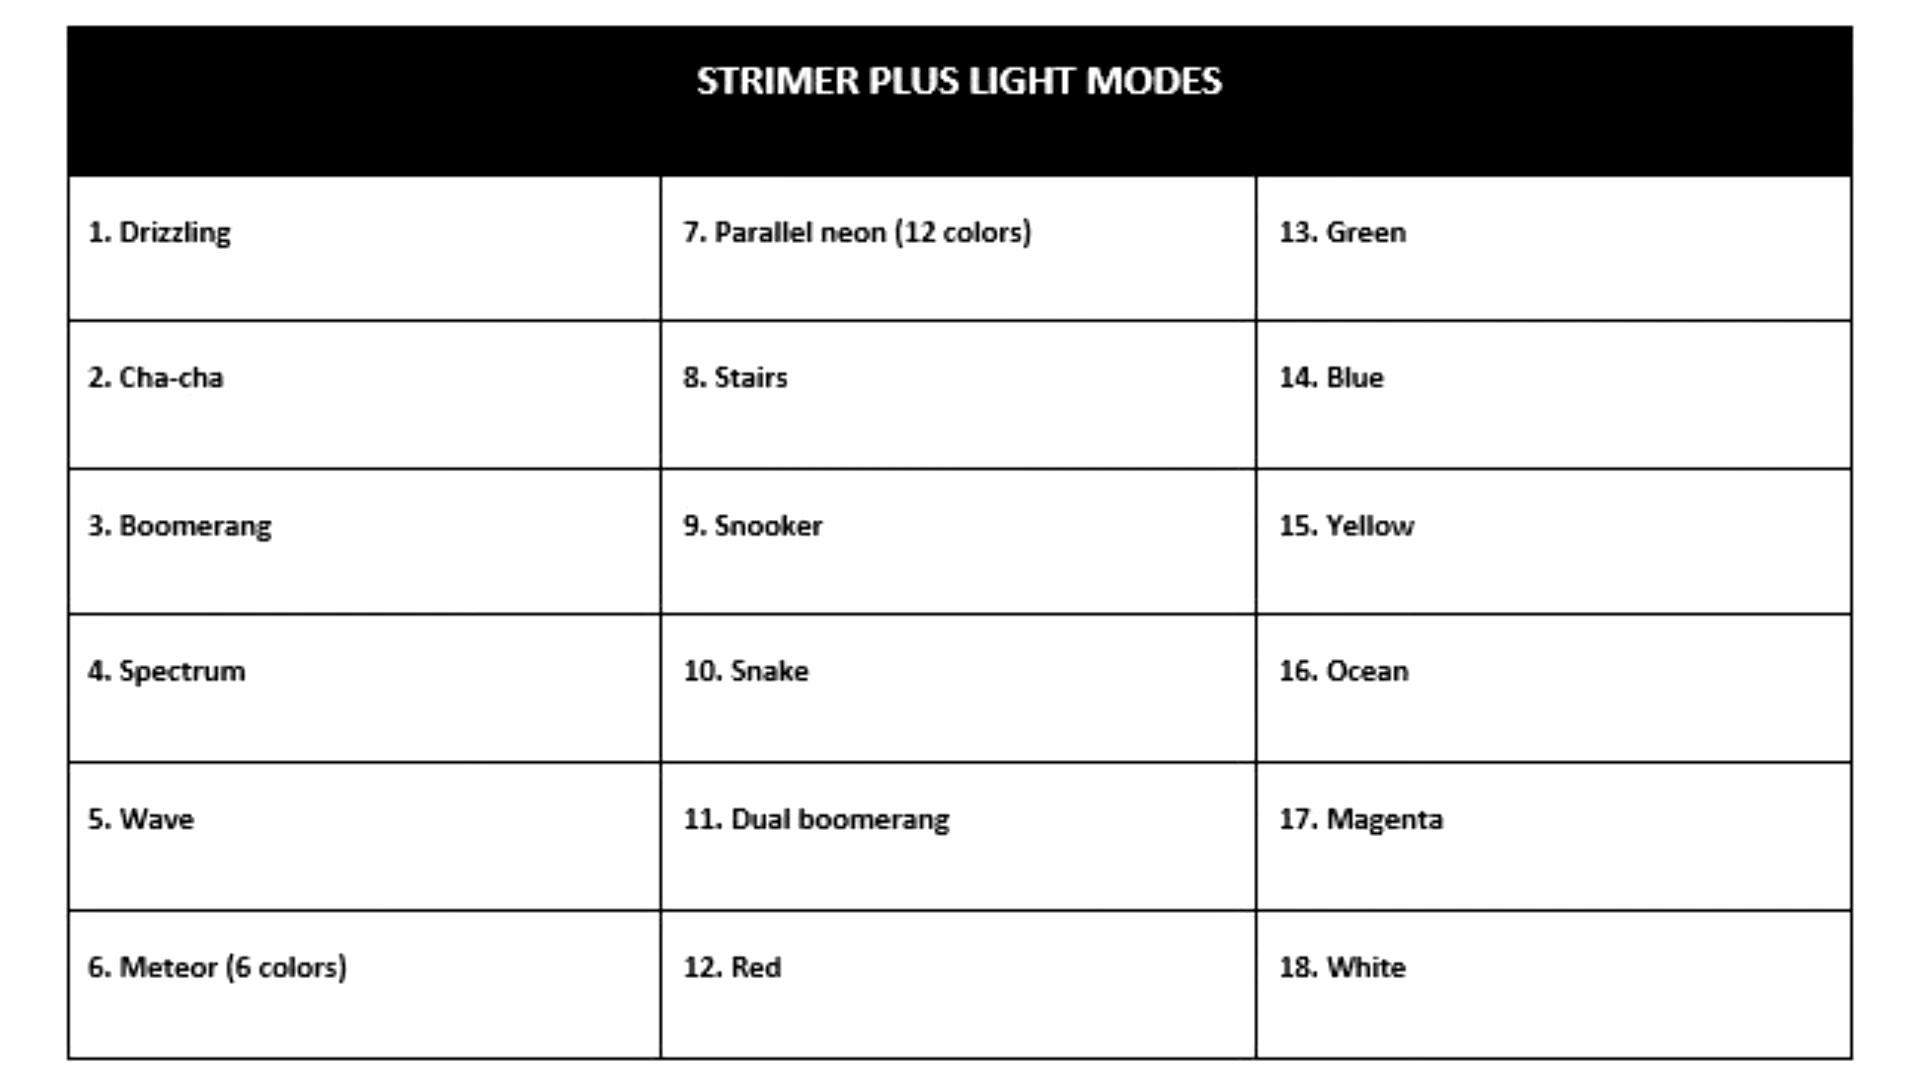 STRIMER PLUS LIGHT MODES
1. Drizzling
7. Parallel neon (12 colors)
13. Green
2. Cha-cha
8. Stairs
14. Blue
3. Boomerang
9. Snooker
15. Yellow
4. Spectrum
10. Snake
16. Ocean
5. Wave
11. Dual boomerang
17. Magenta
6. Meteor (6 colors)
12. Red
18. White